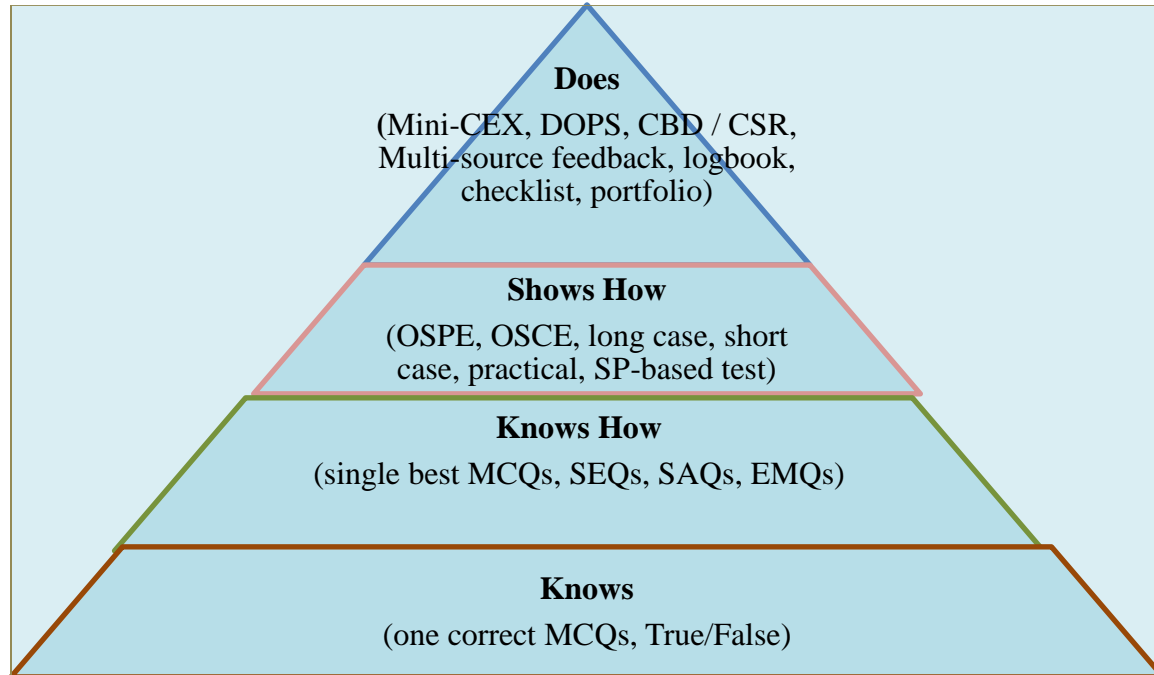 Does
(Mini-CEX, DOPS, CBD / CSR,
Multi-source feedback, logbook,
checklist, portfolio)
Shows How
(OSPE, OSCE, long case, short
case, practical, SP-based test)
Knows How
(single best MCQs, SEQs, SAQs, EMQs)
Knows
(one correct MCQs, True/False)